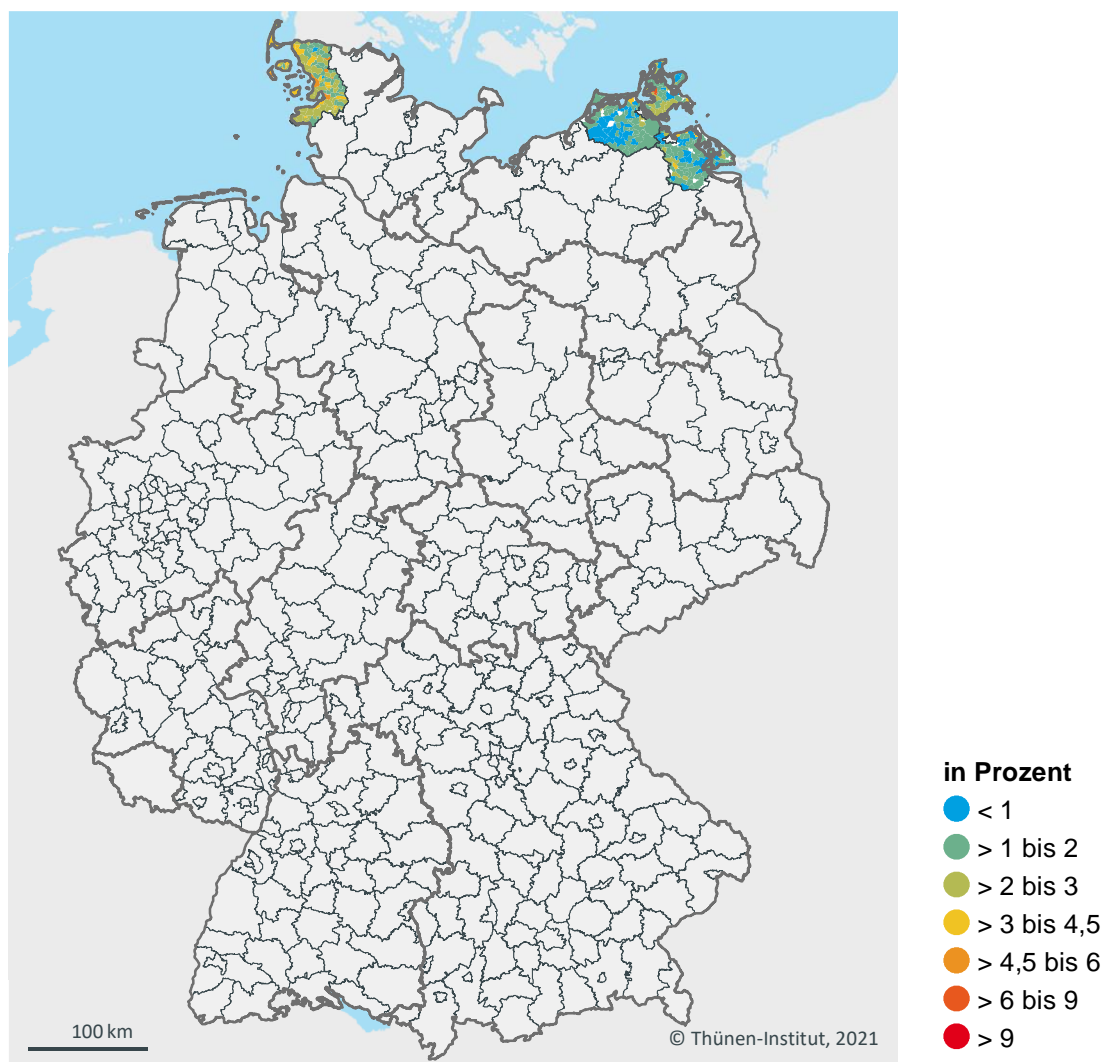 in Prozent
< 1
> 1 bis 2
> 2 bis 3
> 3 bis 4,5
> 4,5 bis 6
> 6 bis 9
> 9
100 km
© Thünen-Institut, 2021